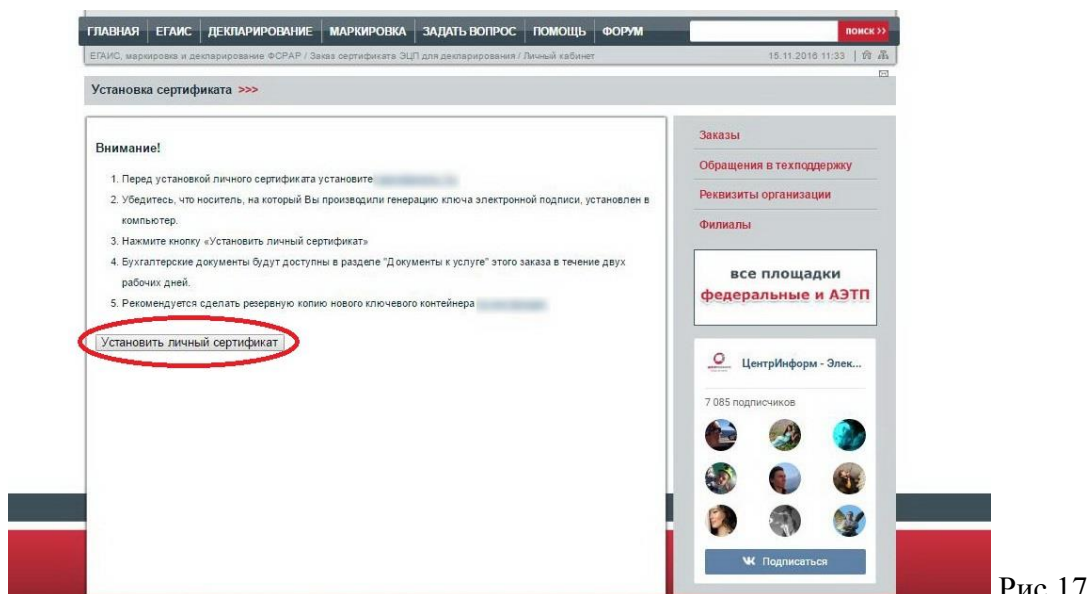 ГЛАВНАЯ ЕГАИС ДЕКЛАРИРОВАНИЕ МАРКИРОВКА ЗАДАТЬ ВОПРОС ПОМОЩЬ ФОРУМ ПОИСК >>
ЕГАИС, маркировка и декларирование ФСРАР / Заказ сертификата ЭЦП для декларирования / Личный кабинет 15.11.2016 11:33
Установка сертификата >>>
Внимание!
1. Перед установкой личного сертификата установите
2. Убедитесь, что носитель, на который Вы производили генерацию ключа электронной подписи, установлен в
компьютер.
3. Нажмите кнопку «Установить личный сертификат»
4. Бухгалтерские документы будут доступны в разделе "Документы к услуге" этого заказа в течение двух
рабочих дней.
5. Рекомендуется сделать резервную копию нового ключевого контейнера
Установить личный сертификат
Заказы
Обращения в техподдержку
Реквизиты организации
Филиалы
все площадки
федеральные и АЭТП
ЦентрИнформ - Элек...
7 085 подписчиков
Подписаться
Рис.17